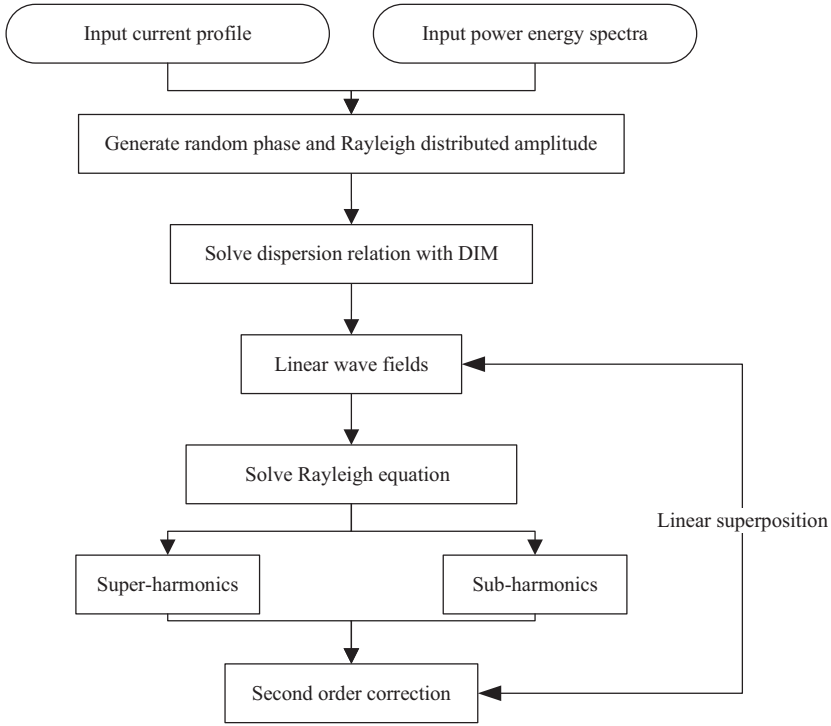 Input current profile
Input power energy spectra
Generate random phase and Rayleigh distributed amplitude
Solve dispersion relation with DIM
Linear wave fields
Solve Rayleigh equation
Linear superposition
Super-harmonics
Sub-harmonics
Second order correction